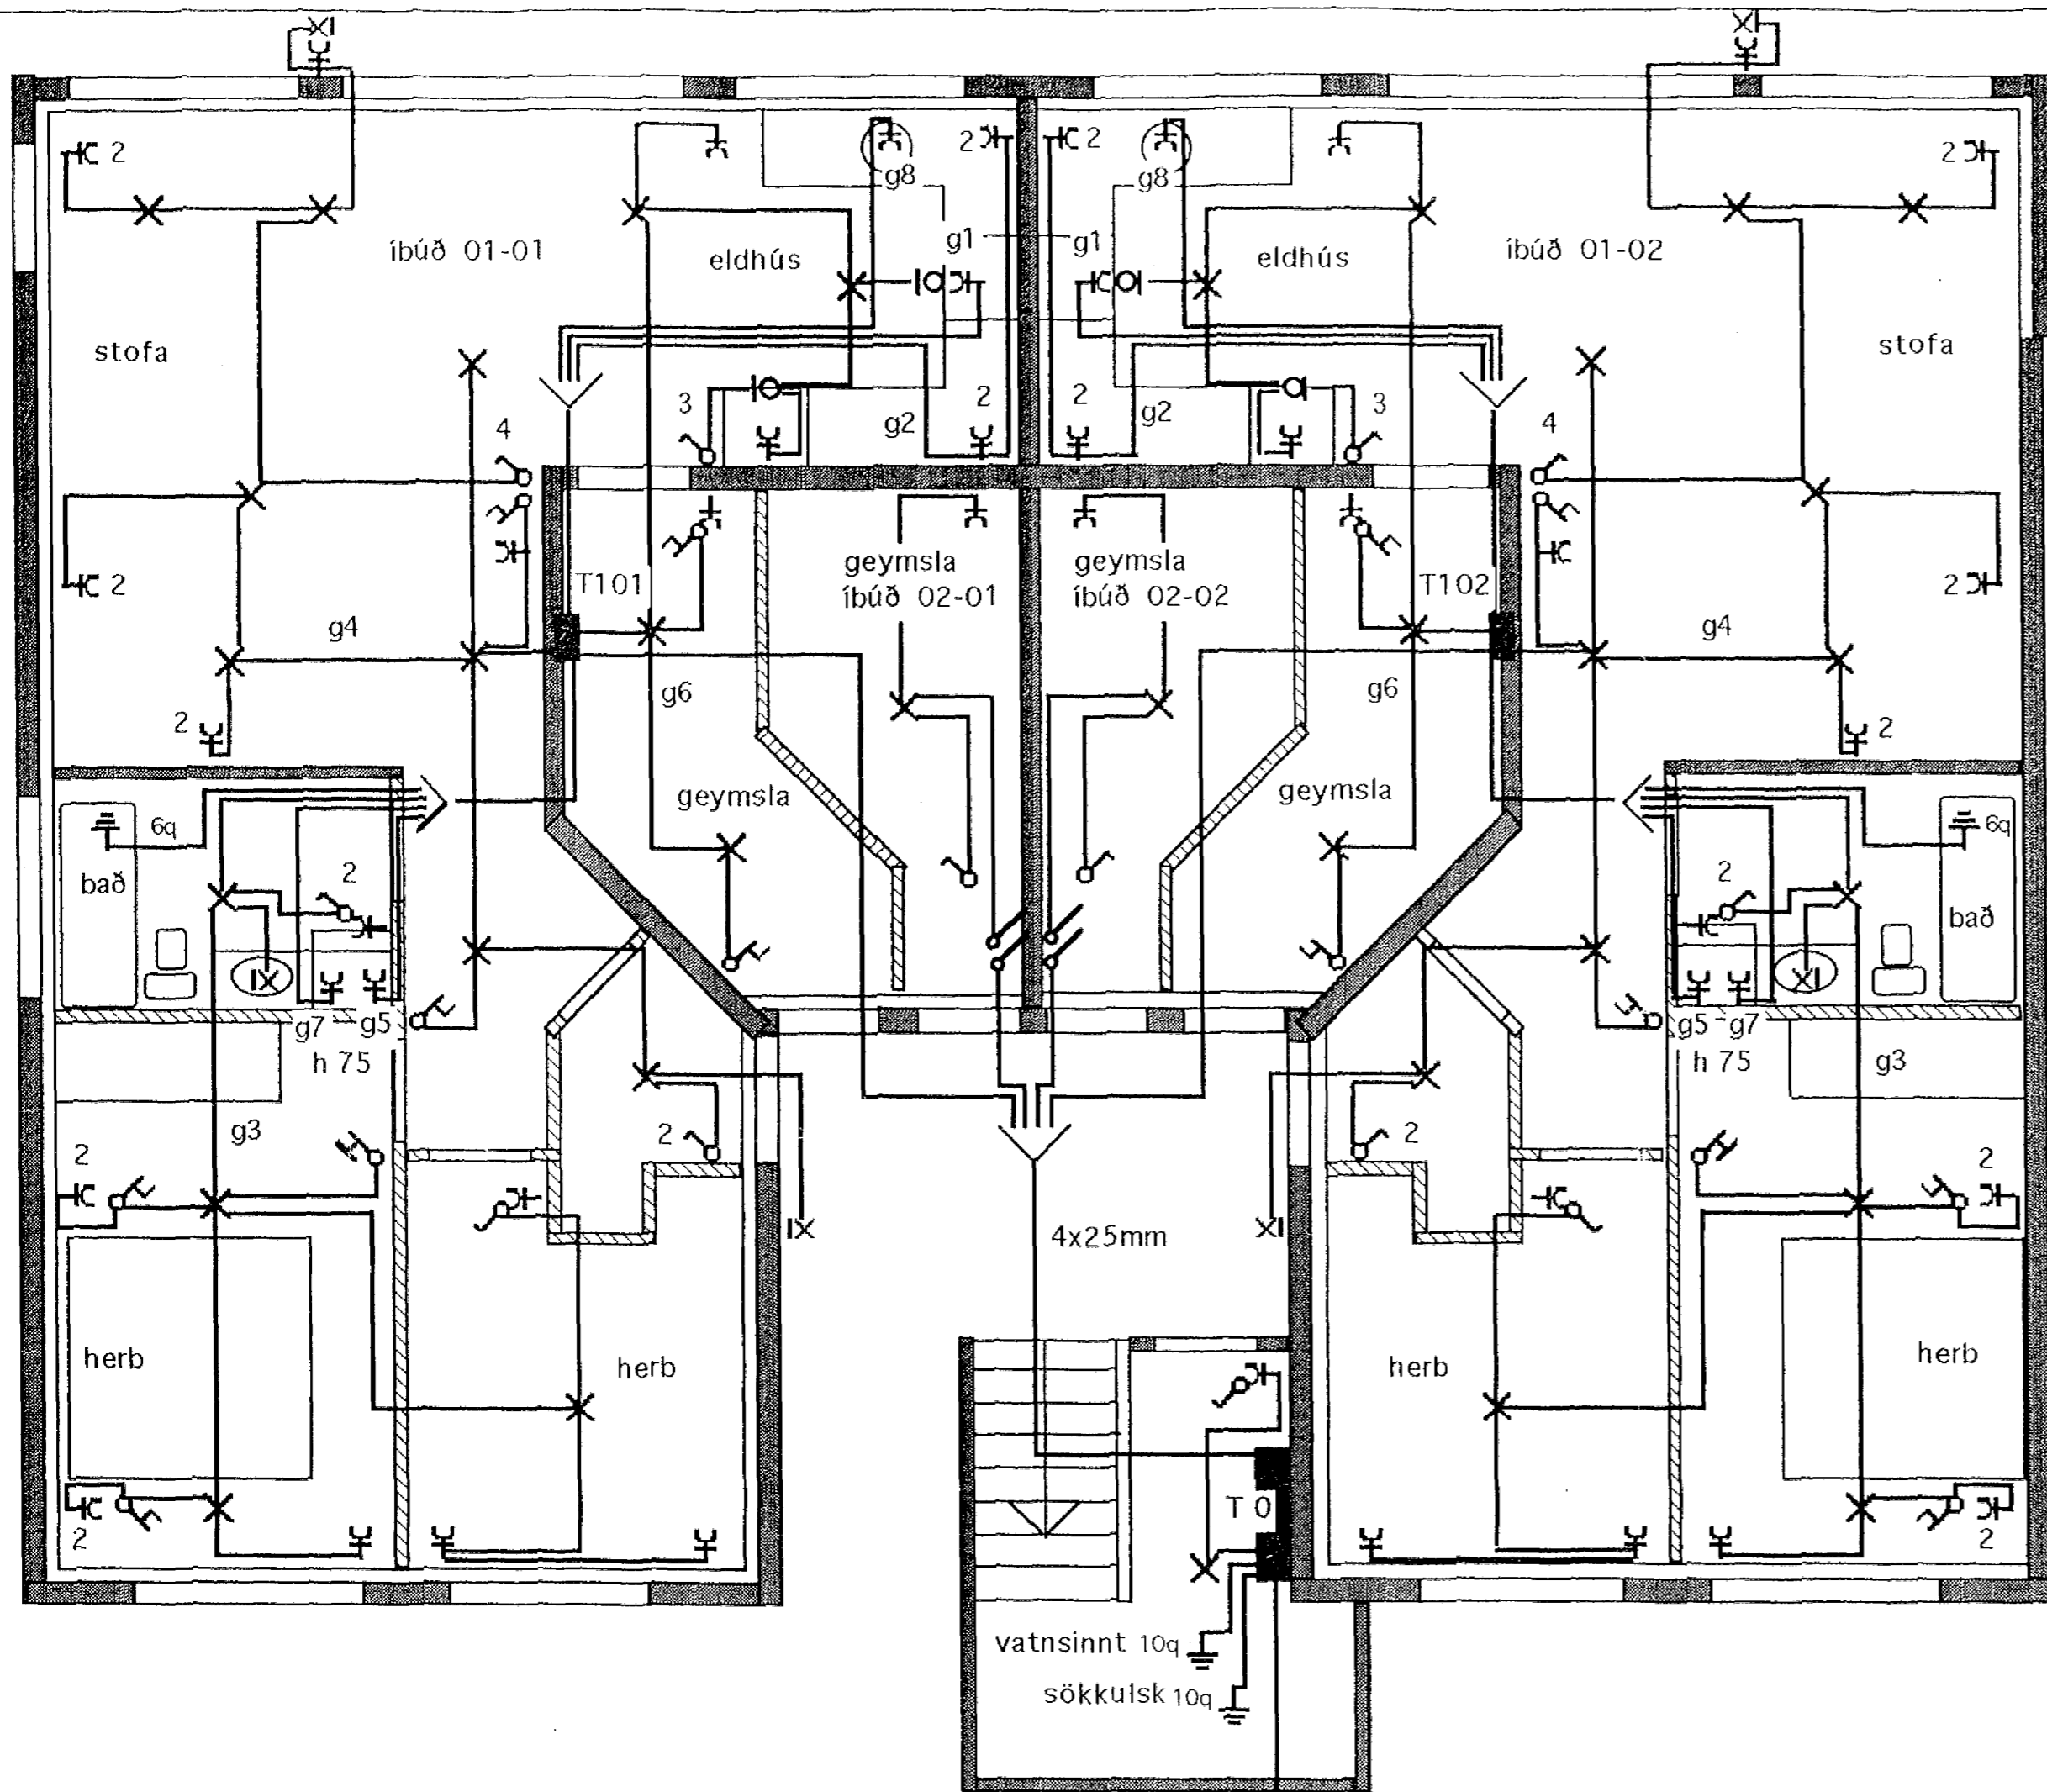 2
g8
2
2
g8
2
íbúð 01-01
eldhús
g1
g1
eldhús
íbúð 01-02
stofa
stofa
3
4
2
g2
2
g2
3
4
2
T101
geymsla
íbúð 02-01
geymsla
íbúð 02-02
T102
2
g4
g6
g6
g4
2
2
geymsla
geymsla
6q
6q
bað
2
2
bað
g7
g5
h 75
g5-g7
h 75
g3
g3
2
2
2
2
4x25mm
herb
herb
herb
herb
2
T 0
2
vatnsinnt 10q
sökkulsk 10q